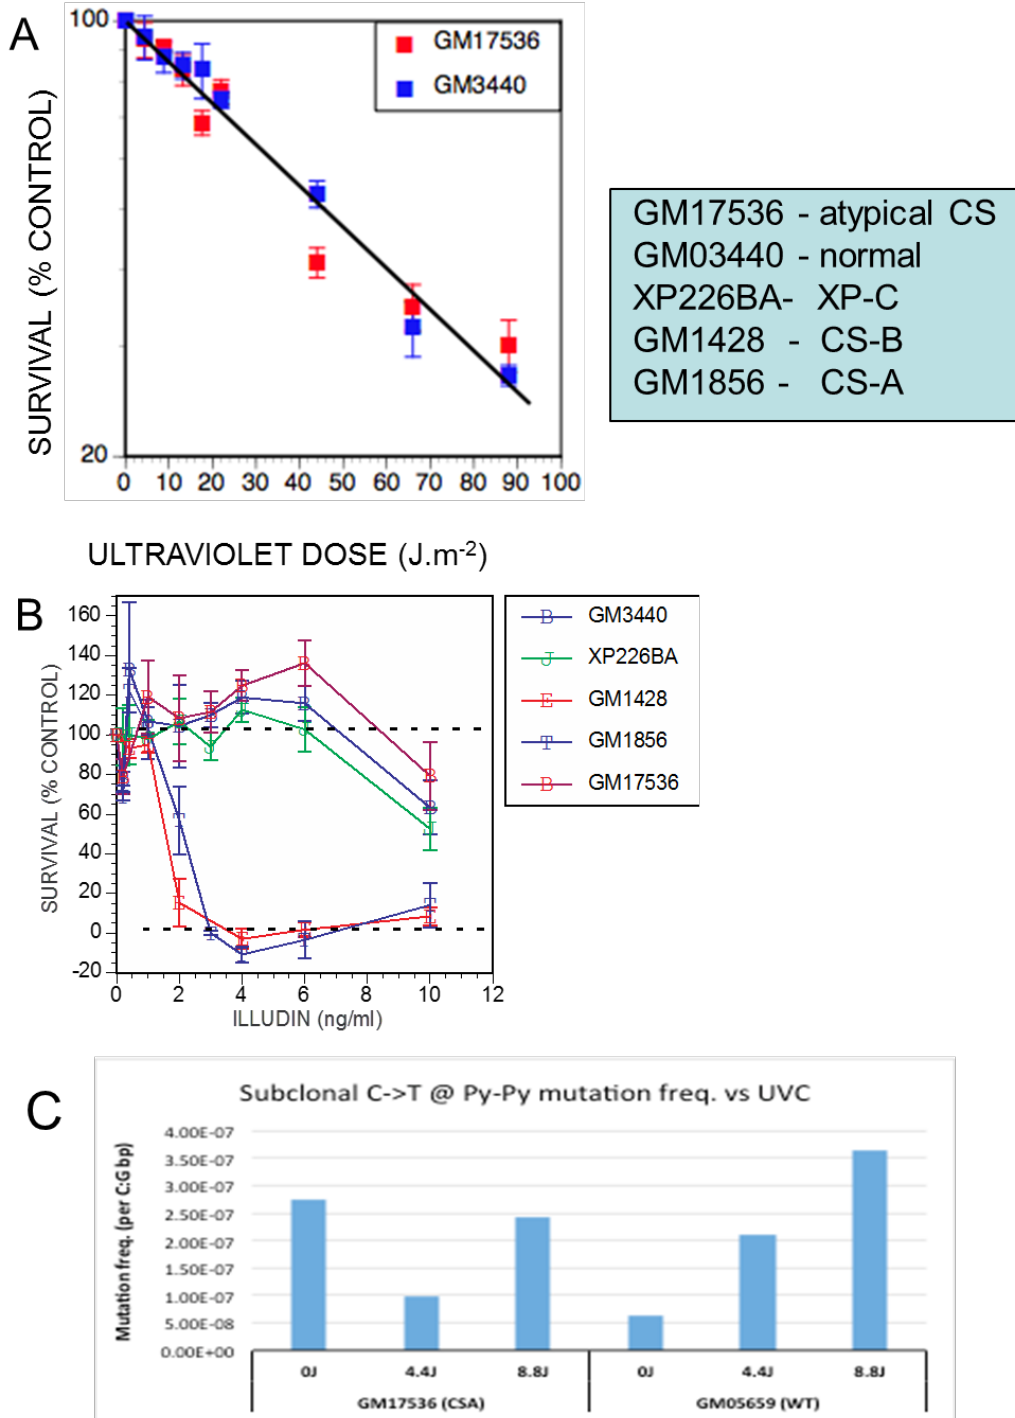 A
100
GM17536
GM3440
SURVIVAL (% CONTROL)
20
0 10 20 30 40 50 60 70 80 90 100
ULTRAVIOLET DOSE (J.m-2)
GM17536 - atypical CS
GM03440 - normal
XP226BA- XP-C
GM1428 - CS-B
GM1856 - CS-A
B
160
140
120
100
80
60
40
20
0
-20
SURVIVAL (% CONTROL)
0 2 4 6 8 10 12
ILLUDIN (ng/ml)
B GM3440
J XP226BA
E GM1428
E GM1856
B GM17536
C
Subclonal C->T @ Py-Py mutation freq. vs UVC
Mutation freq. (per C:G bp)
4.00E-07
3.50E-07
3.00E-07
2.50E-07
2.00E-07
1.50E-07
1.00E-07
5.00E-08
0.00E+00
0J 4.4J 8.8J 0J 4.4J 8.8J
GM17536 (CSA) GM05659 (WT)